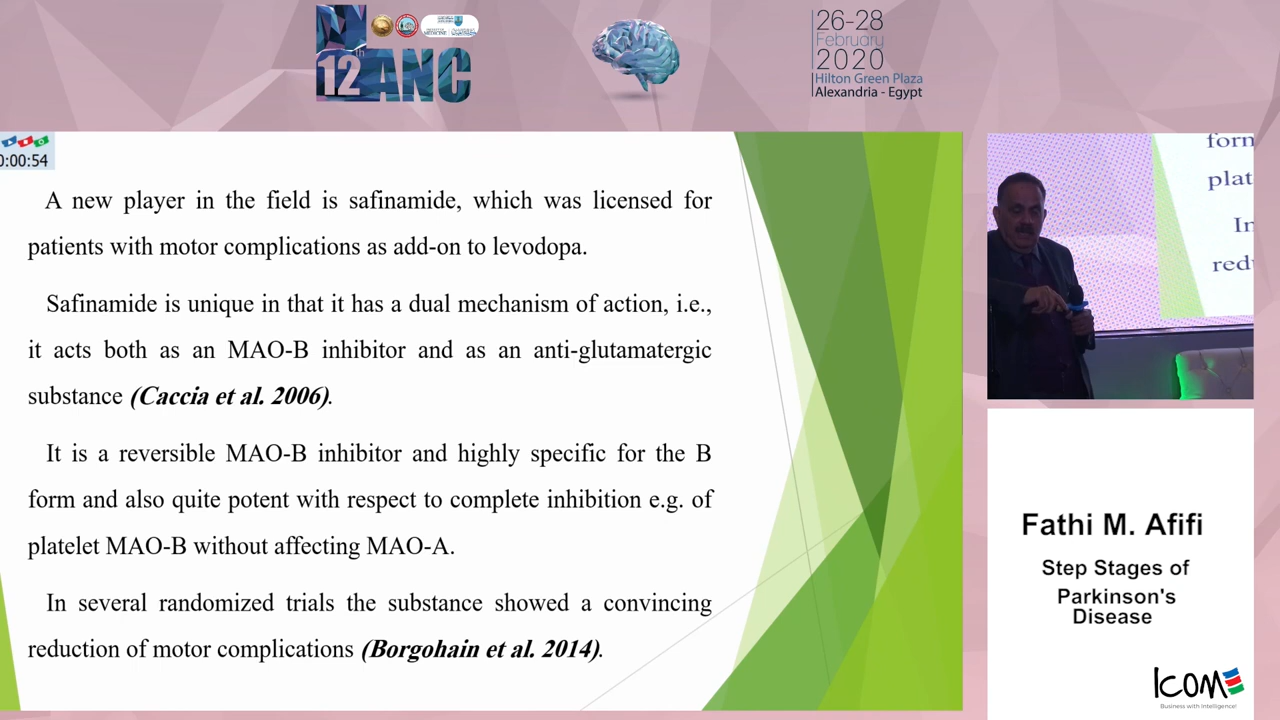 12th ANC
26-28
February
2020
Hilton Green Plaza
Alexandria - Egypt
0:00:54
A new player in the field is safinamide, which was licensed for
patients with motor complications as add-on to levodopa.
Safinamide is unique in that it has a dual mechanism of action, i.e.,
it acts both as an MAO-B inhibitor and as an anti-glutamatergic
substance (Caccia et al. 2006).
It is a reversible MAO-B inhibitor and highly specific for the B
form and also quite potent with respect to complete inhibition e.g. of
platelet MAO-B without affecting MAO-A.
In several randomized trials the substance showed a convincing
reduction of motor complications (Borgohain et al. 2014).
form
plat
In
red
Fathi M. Afifi
Step Stages of
Parkinson's
Disease
ICOME
Business with Intelligence!